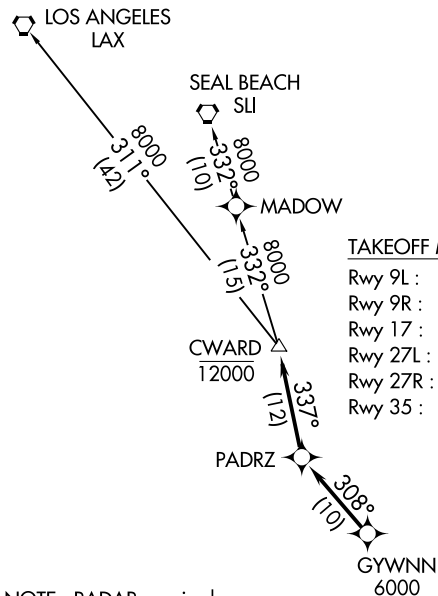 LOS ANGELES
LAX
SEAL BEACH
SLI
8000
311°
(42)
8000
332°
(10)
MADOW
8000
332°
(15)
TAKEOFF
Rwy 9L :
Rwy 9R :
Rwy 17 :
Rwy 27L :
Rwy 27R :
Rwy 35 :
CWARD
12000
337°
(12)
PADRZ
308°
(10)
GYWNN
6000